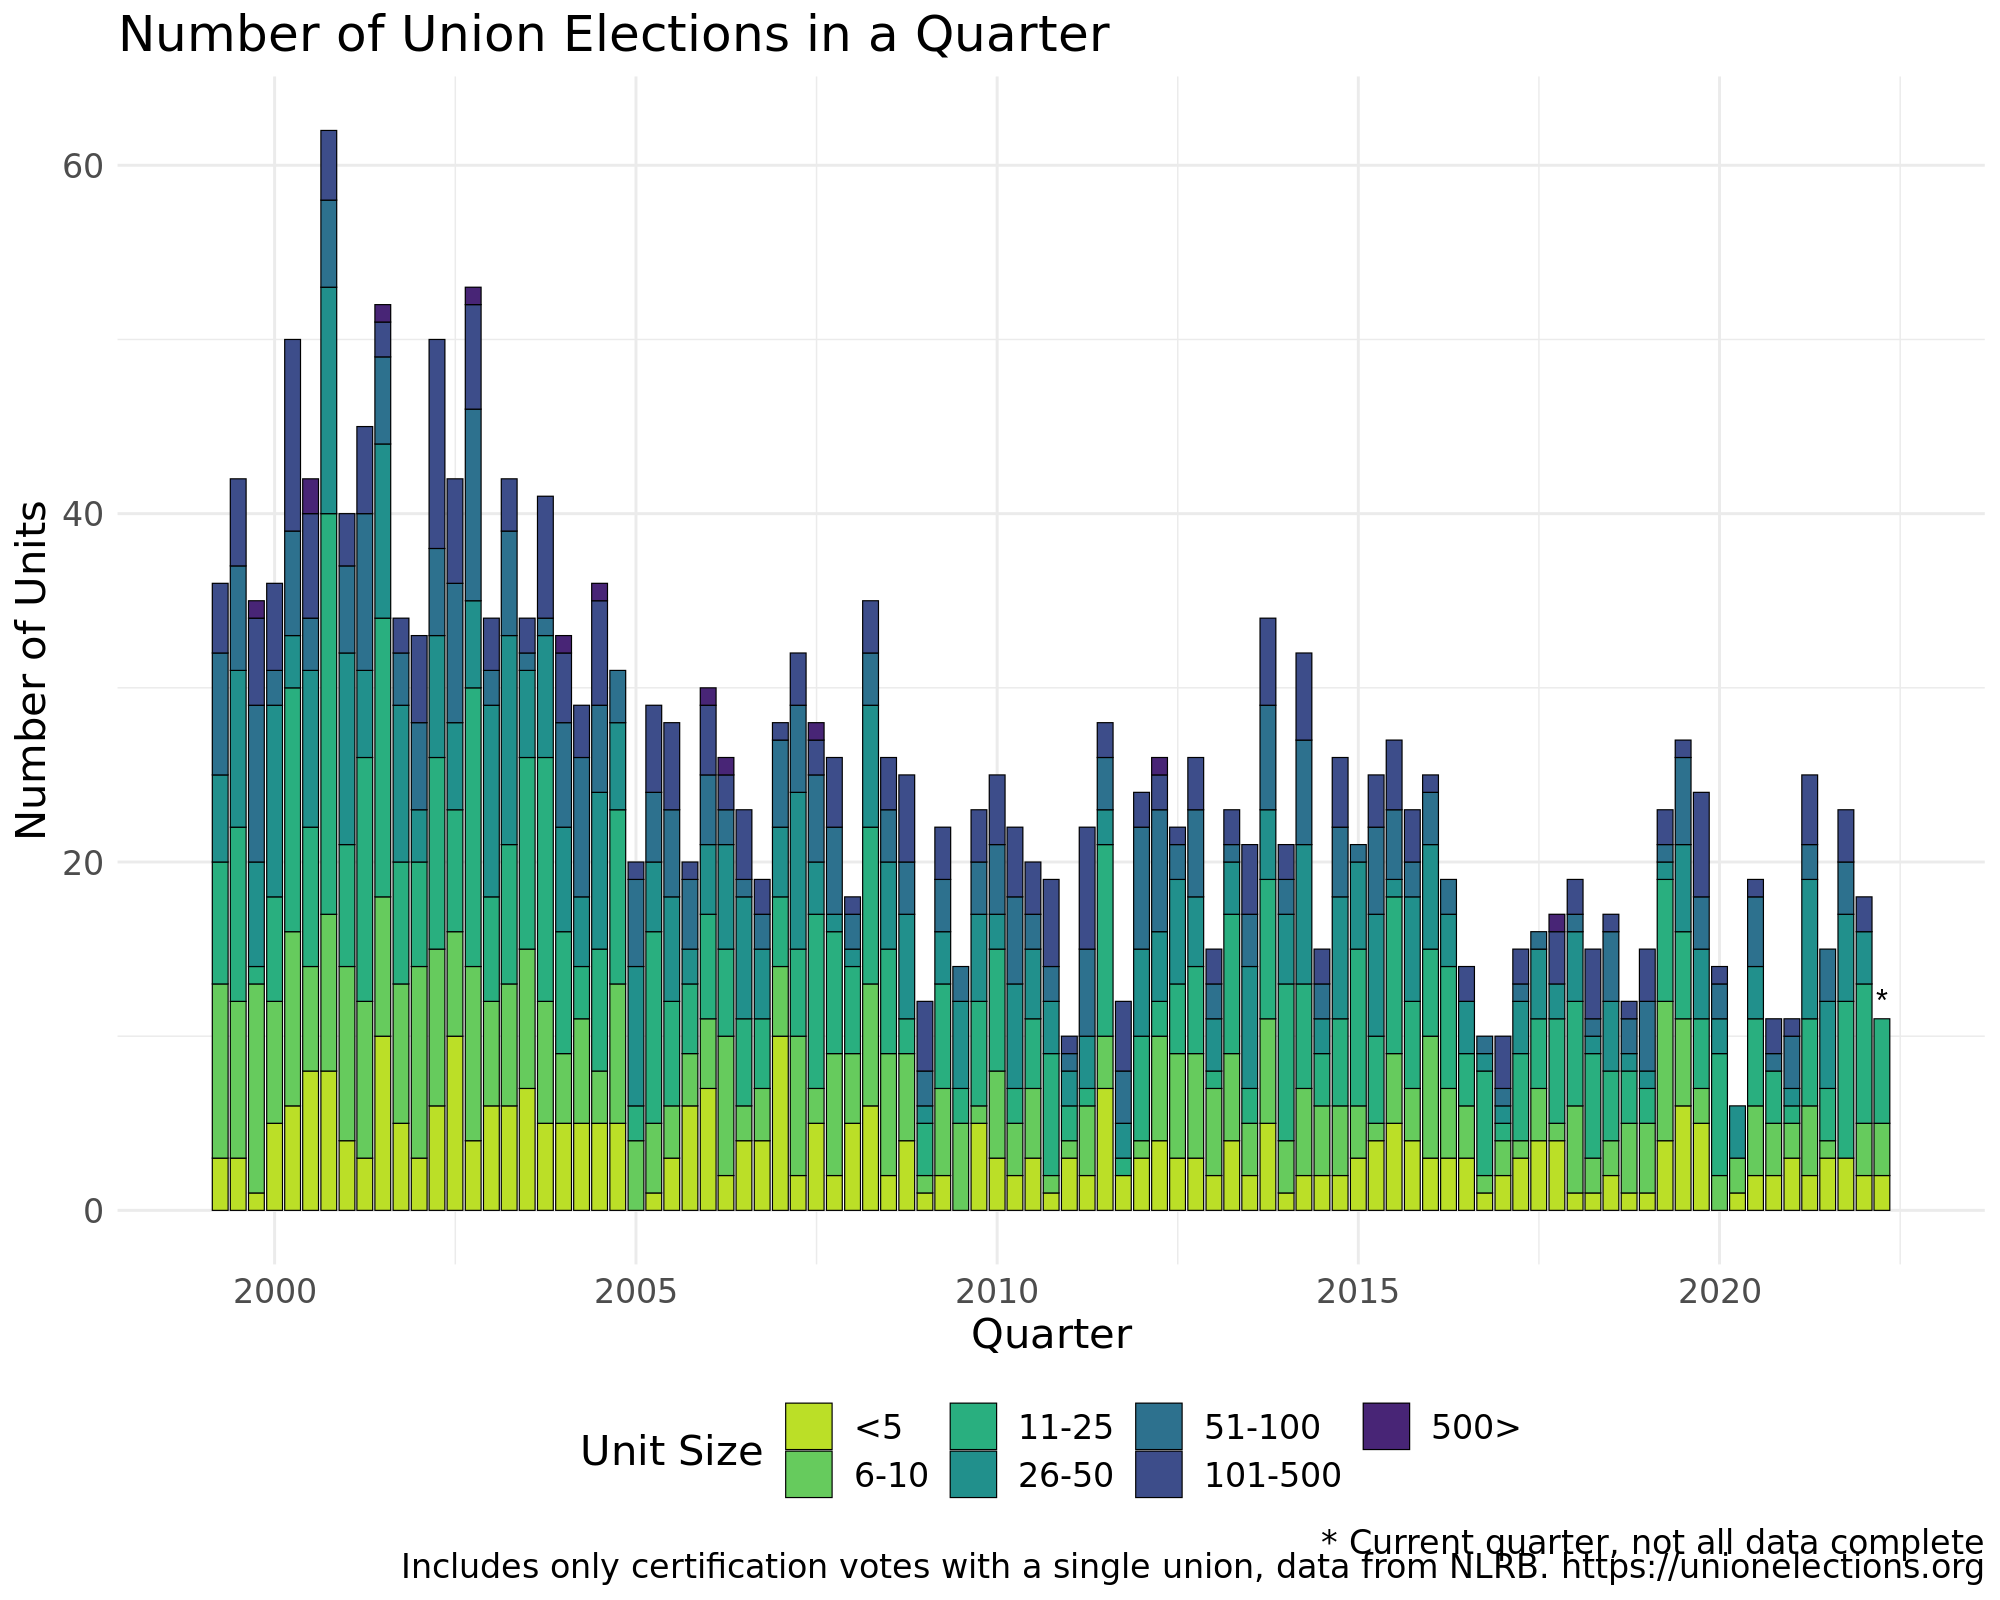 Number of Union Elections in a Quarter
Number of Units
60
40
20
0
*
2000 2005 2010 2015 2020
Quarter
Unit Size
<5 11-25 51-100 500>
6-10 26-50 101-500
* Current quarter, not all data complete
Includes only certification votes with a single union, data from NLRB. https://unionelections.org